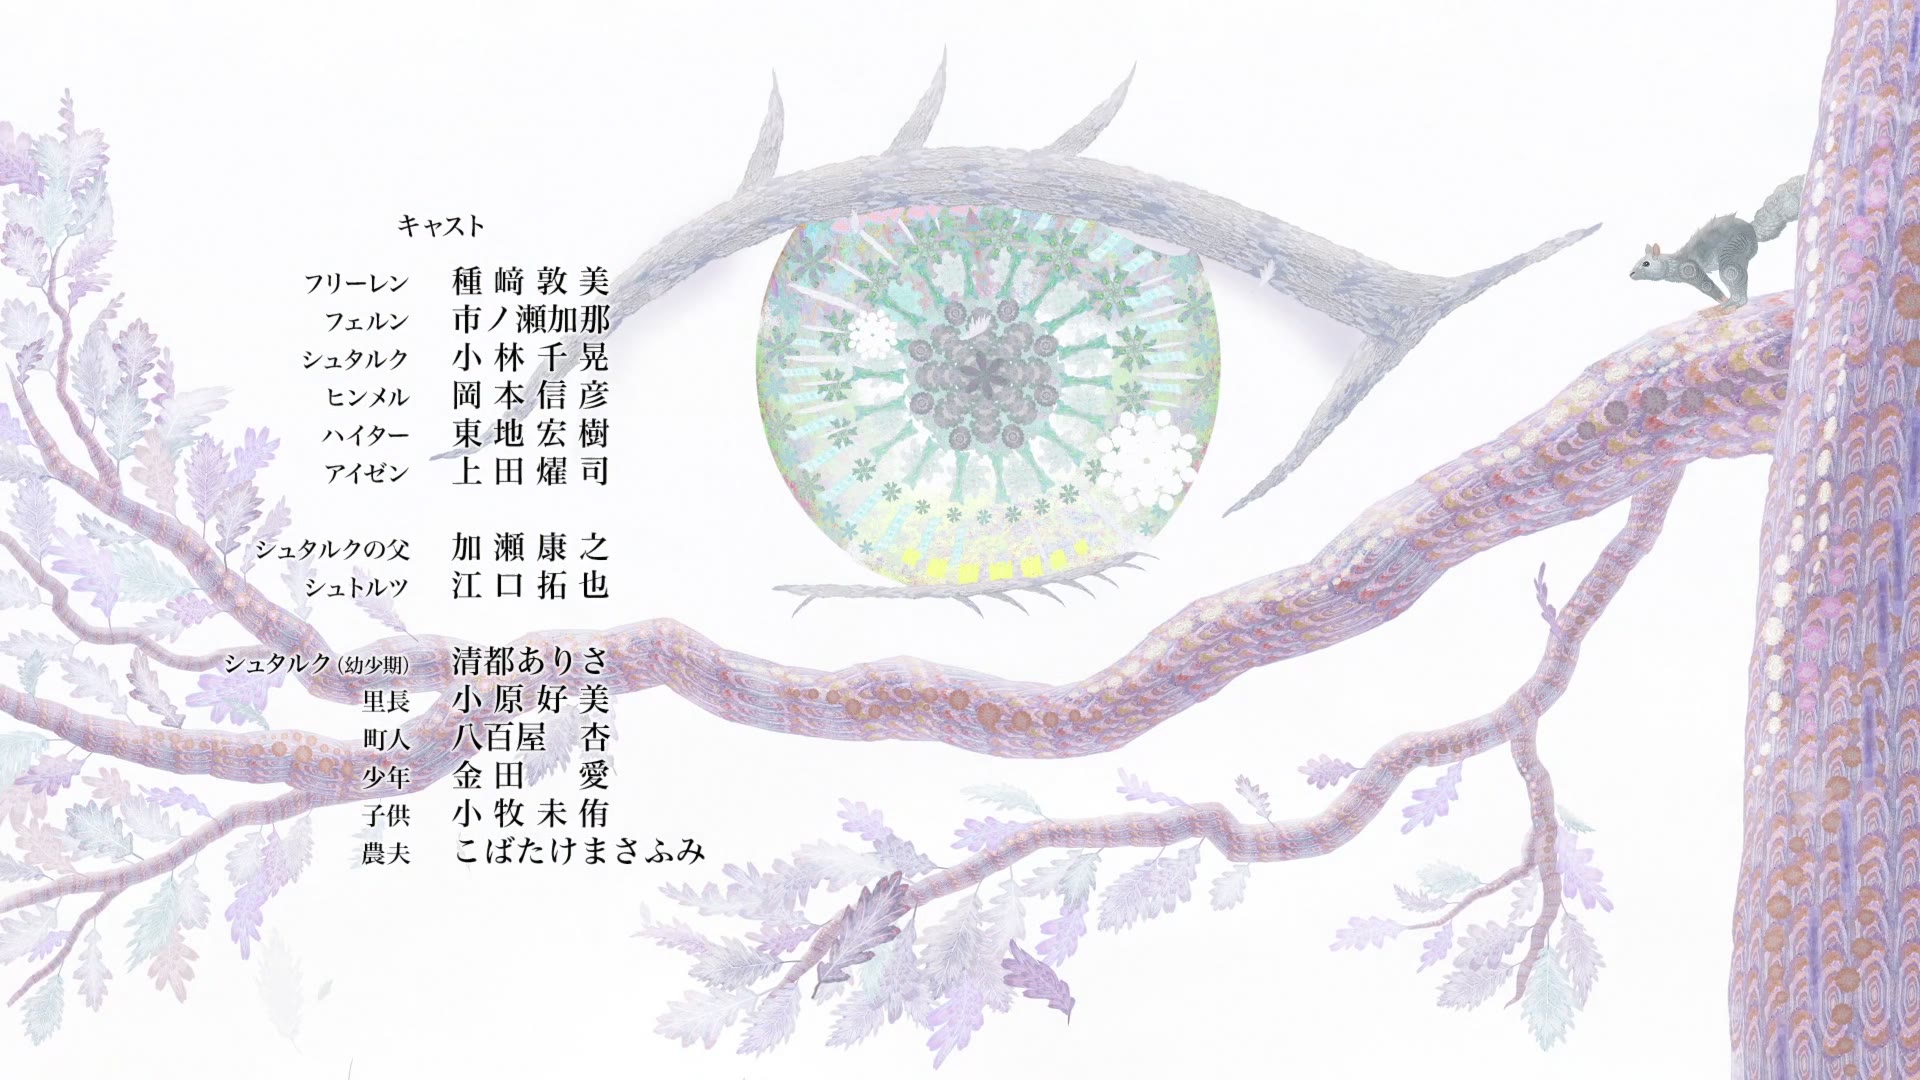 キャスト
フリーレン 種﨑敦美
フェルン 市ノ瀬加那
シュタルク 小林千晃
ヒンメル 岡本信彦
ハイター 東地宏樹
アイゼン 上田燿司
シュタルクの父 加瀬康之
シュトルツ 江口拓也
シュタルク（幼少期） 清都ありさ
里長 小原好美
町人 八百屋 杏
少年 金田 愛
子供 小牧未侑
農夫 こばたけまさふみ